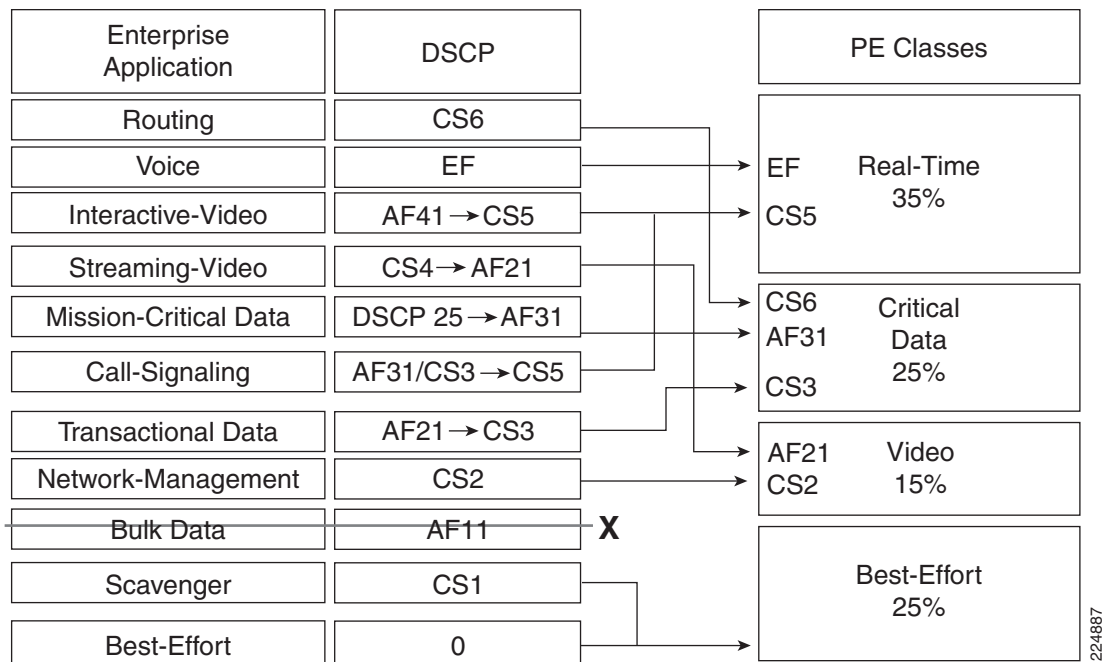 Enterprise
Application
DSCP
PE Classes
Routing
CS6
Voice
EF
Interactive-Video
AF41→CS5
Streaming-Video
CS4→AF21
Mission-Critical Data
DSCP 25→AF31
Call-Signaling
AF31/CS3→CS5
Transactional Data
AF21→CS3
Network-Management
CS2
Bulk Data
AF11
X
Scavenger
CS1
Best-Effort
0
EF
CS5
Real-Time
35%
CS6
AF31
CS3
Critical
Data
25%
AF21
CS2
Video
15%
Best-Effort
25%
224887